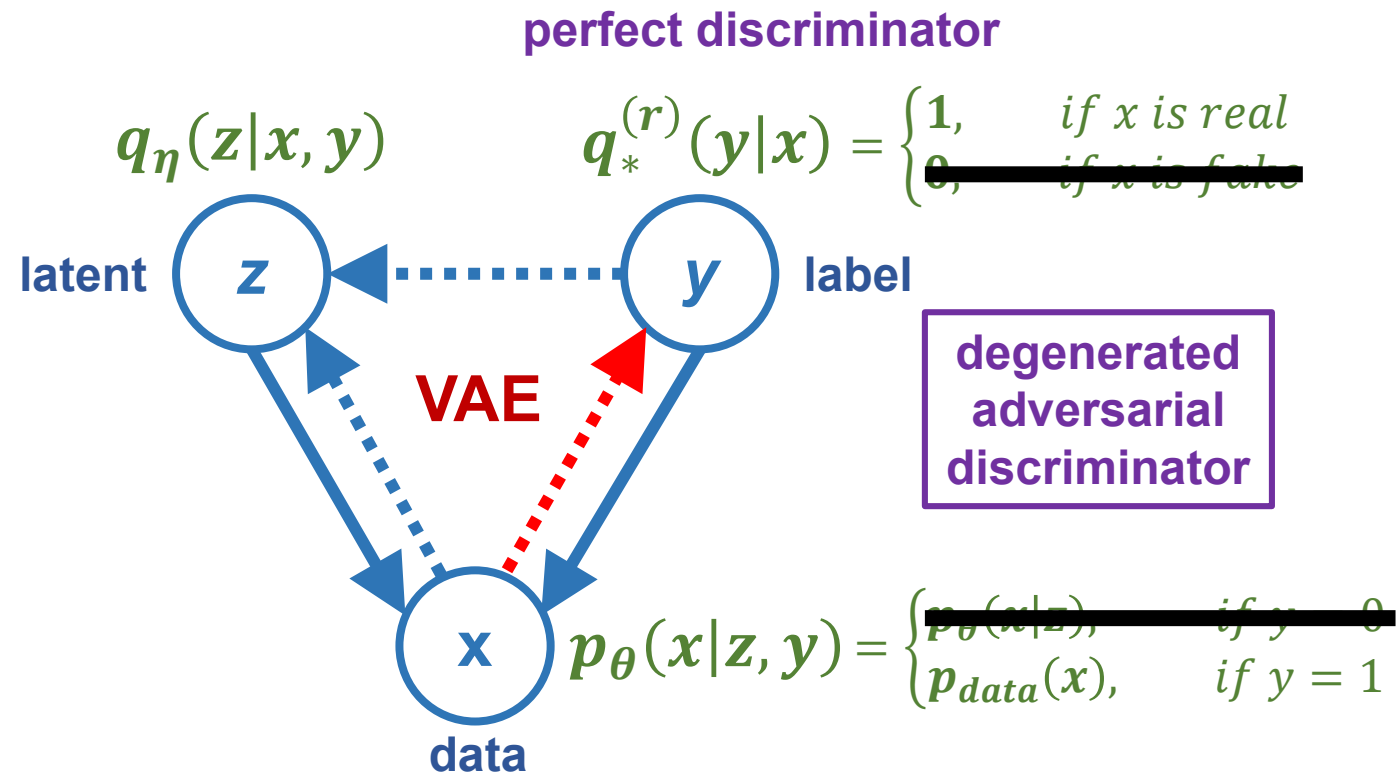 perfect discriminator
qη(z|x, y)
q∗^(r)(y|x) = {1, if x is real
0, if x is fake
latent
z
y
label
VAE
degenerated
adversarial
discriminator
x
pθ(x|z, y) = {pθ(x|z), if y 0
pdata(x), if y = 1
data